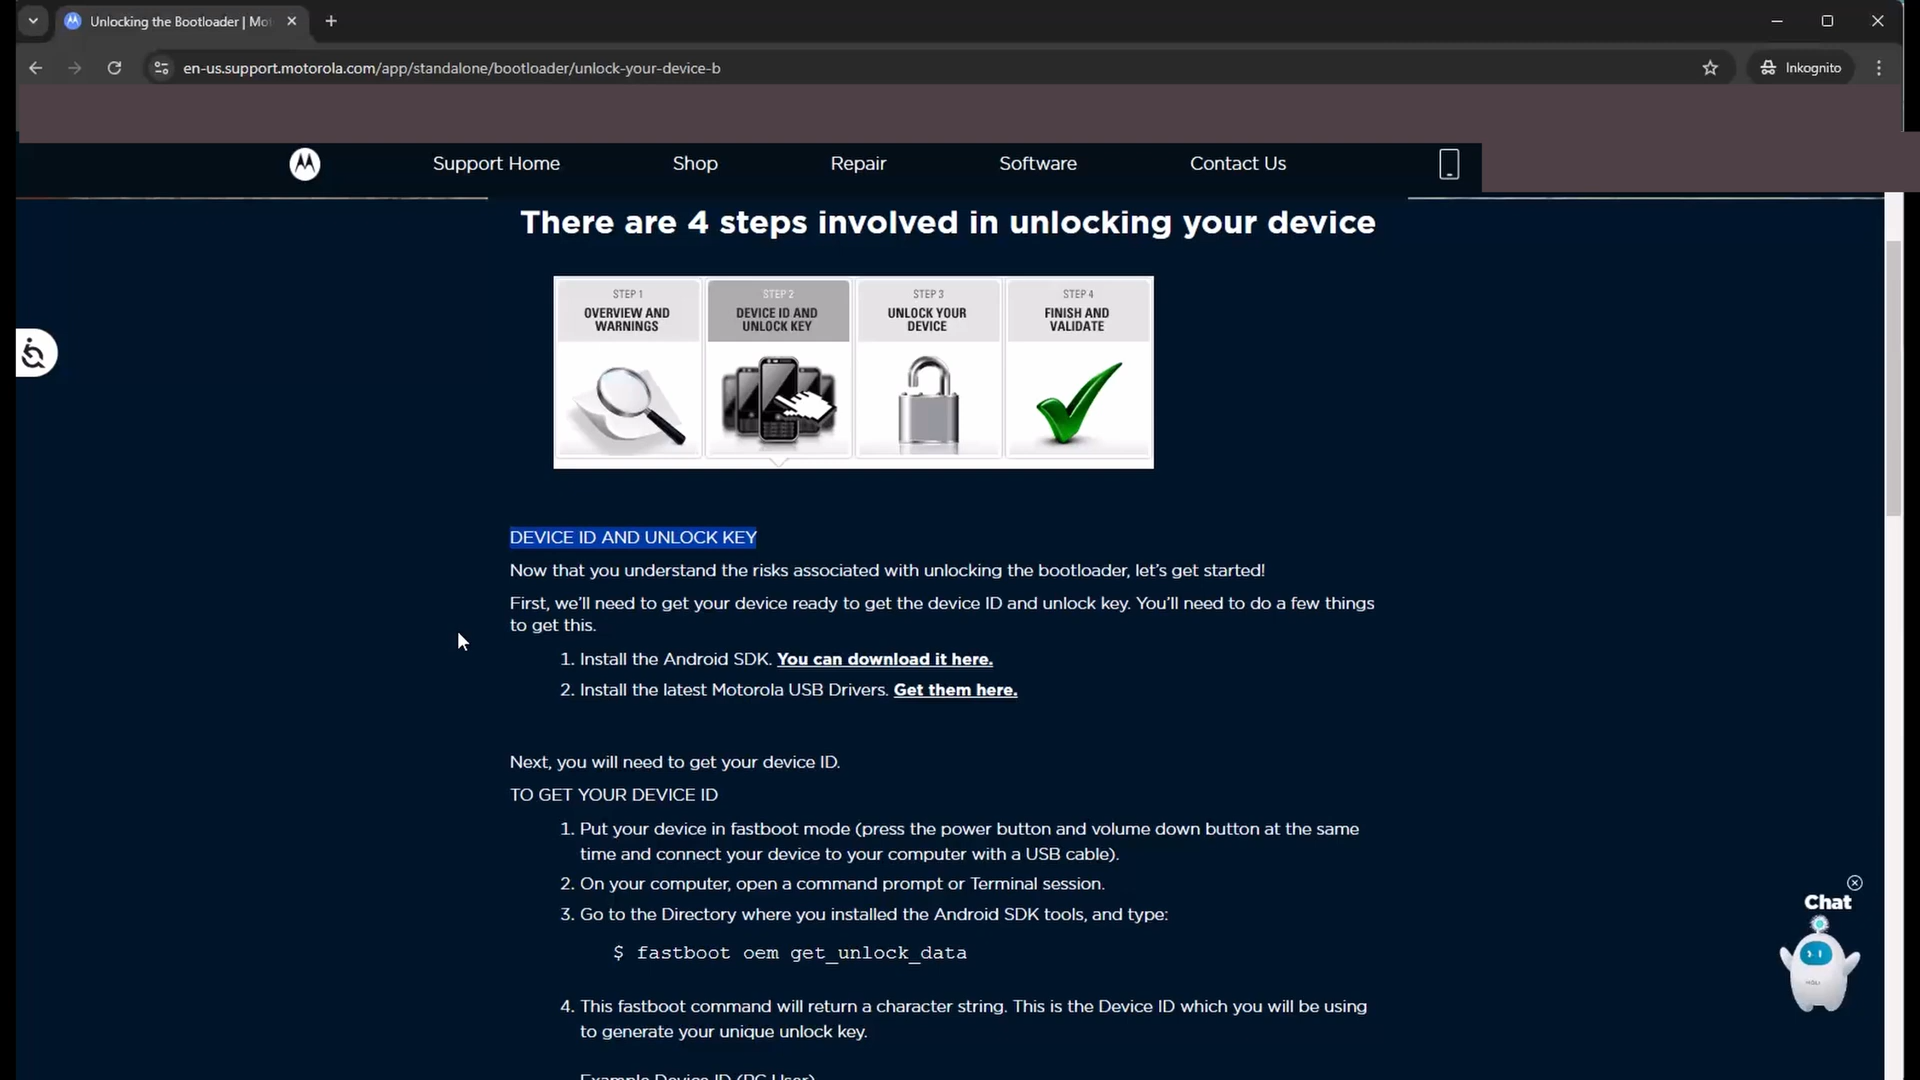 Unlocking the Bootloader | Mot
en-us.support.motorola.com/app/standalone/bootloader/unlock-your-device-b
Inkognito
Support Home
Shop
Repair
Software
Contact Us
There are 4 steps involved in unlocking your device
STEP 1
OVERVIEW AND
WARNINGS
STEP 2
DEVICE ID AND
UNLOCK KEY
STEP 3
UNLOCK YOUR
DEVICE
STEP 4
FINISH AND
VALIDATE
DEVICE ID AND UNLOCK KEY
Now that you understand the risks associated with unlocking the bootloader, let’s get started!
First, we’ll need to get your device ready to get the device ID and unlock key. You’ll need to do a few things
to get this.
1. Install the Android SDK. You can download it here.
2. Install the latest Motorola USB Drivers. Get them here.
Next, you will need to get your device ID.
TO GET YOUR DEVICE ID
1. Put your device in fastboot mode (press the power button and volume down button at the same
time and connect your device to your computer with a USB cable).
2. On your computer, open a command prompt or Terminal session.
3. Go to the Directory where you installed the Android SDK tools, and type:
$ fastboot oem get_unlock_data
4. This fastboot command will return a character string. This is the Device ID which you will be using
to generate your unique unlock key.
Example Device ID (PC User)
Chat